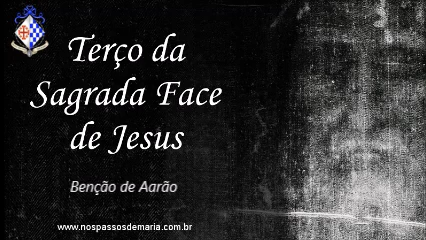 Terço da
Sagrada Face
de Jesus
Benção de Aarão
www.nospassosdemaria.com.br